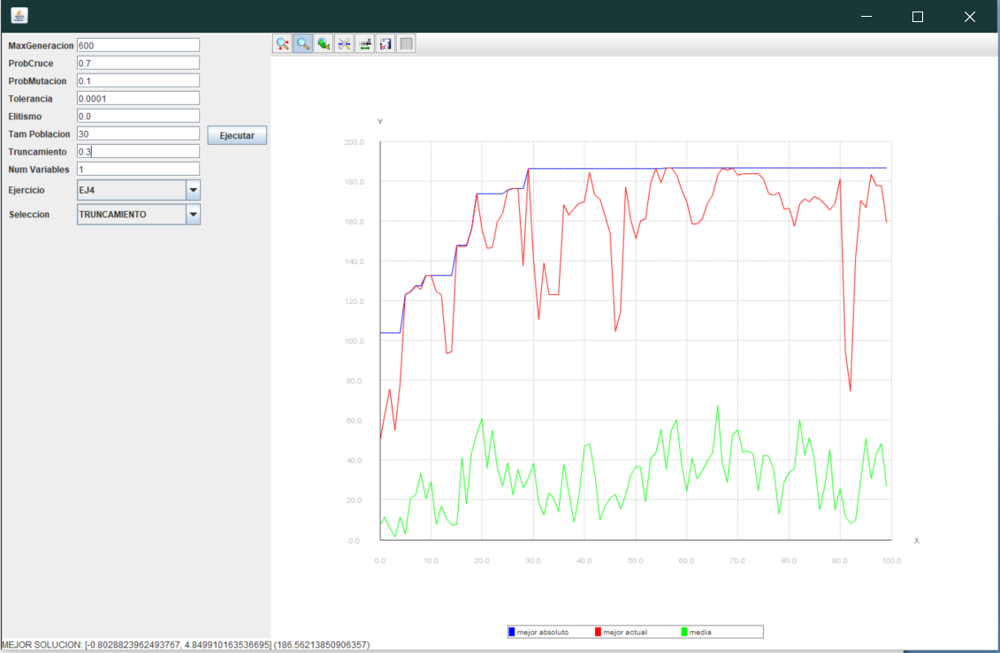 MaxGeneracion 600
ProbCruce 0.7
ProbMutacion 0.1
Tolerancia 0.0001
Elitismo 0.0
Tam Poblacion 30
Ejecutar
Truncamiento 0.3
Num Variables 1
Ejercicio EJ4
Seleccion TRUNCAMIENTO
Y
200.0
180.0
160.0
140.0
120.0
100.0
80.0
60.0
40.0
20.0
0.0
X
0.0 10.0 20.0 30.0 40.0 50.0 60.0 70.0 80.0 90.0 100.0
mejor absoluto mejor actual media
MEJOR SOLUCION: [-0.8028823962493767, 4.849910163536695] (186.56213850906357)